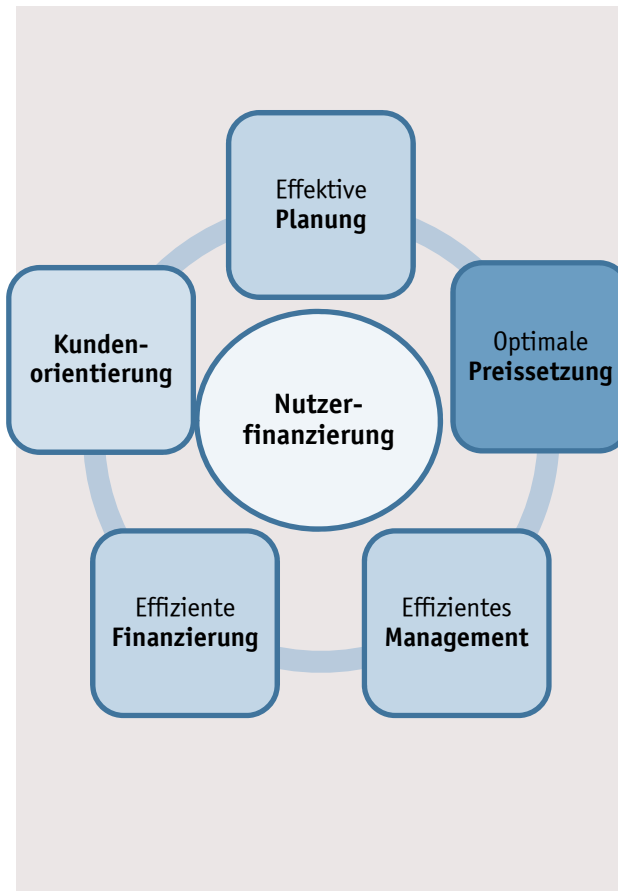 Effektive
Planung
Optimale
Preissetzung
Effizientes
Management
Effiziente
Finanzierung
Kunden-
orientierung
Nutzer-
finanzierung